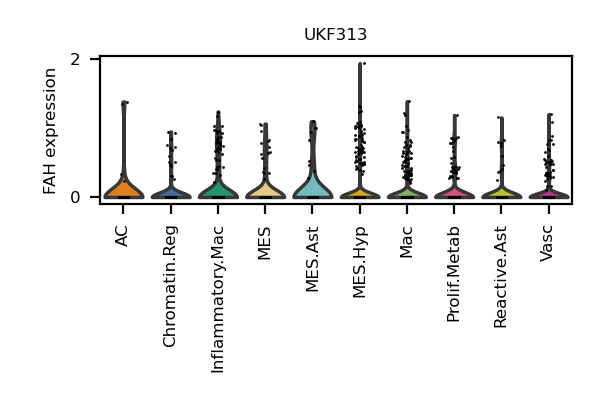 UKF313
FAH expression
2
0
AC
Chromatin.Reg
Inflammatory.Mac
MES
MES.Ast
MES.Hyp
Mac
Prolif.Metab
Reactive.Ast
Vasc